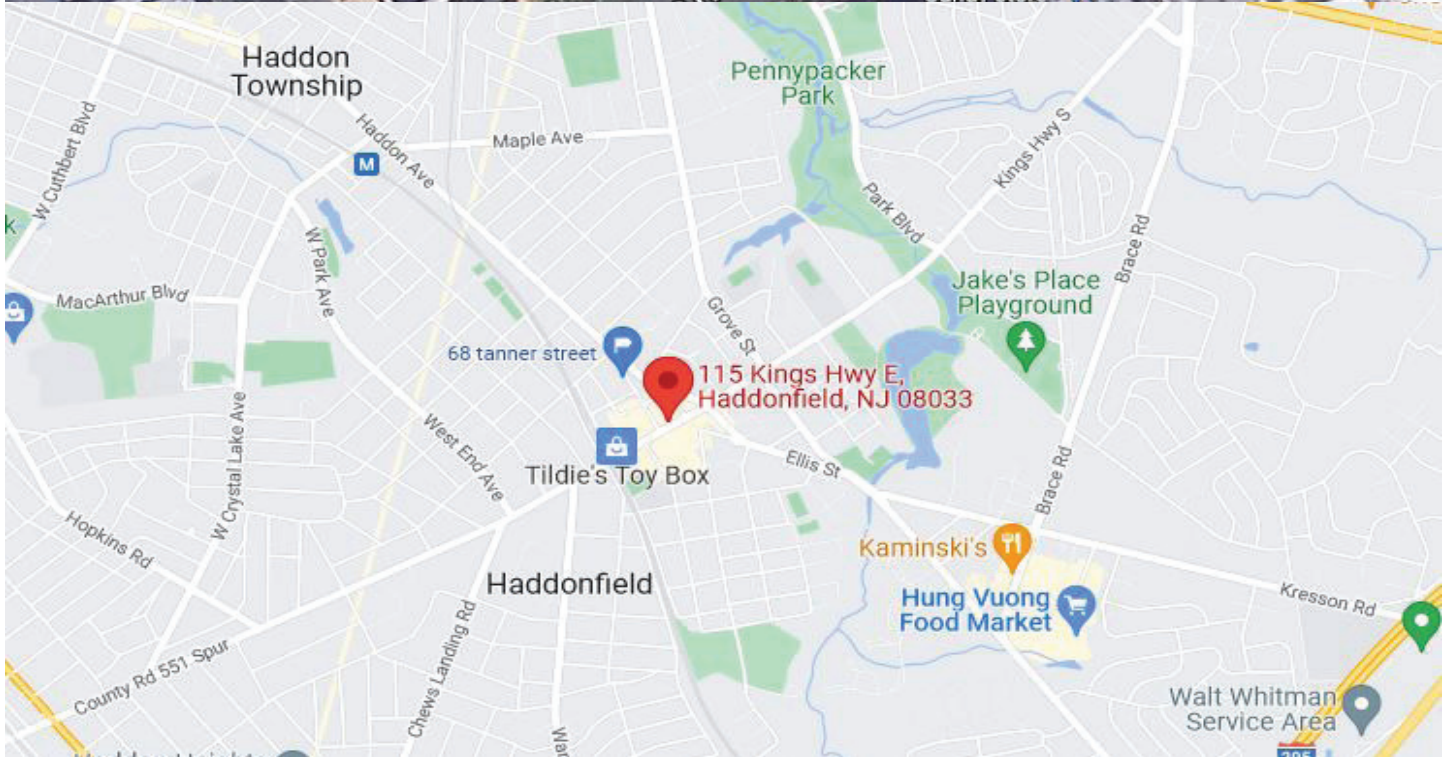 Haddon
Township
Pennypacker
Park
W Cuthbert Blvd
Haddon Ave
Maple Ave
Kings Hwy S
M
Park Blvd
Brace Rd
W Park Ave
k
MacArthur Blvd
Jake's Place
Playground
Grove St
68 tanner street
115 Kings Hwy E,
Haddonfield, NJ 08033
W Crystal Lake Ave
West End Ave
Tildie's Toy Box
Ellis St
Brace Rd
Hopkins Rd
Kaminski's
Haddonfield
Hung Vuong
Food Market
Kresson Rd
Chews Landing Rd
County Rd 551 Spur
Walt Whitman
Service Area
295